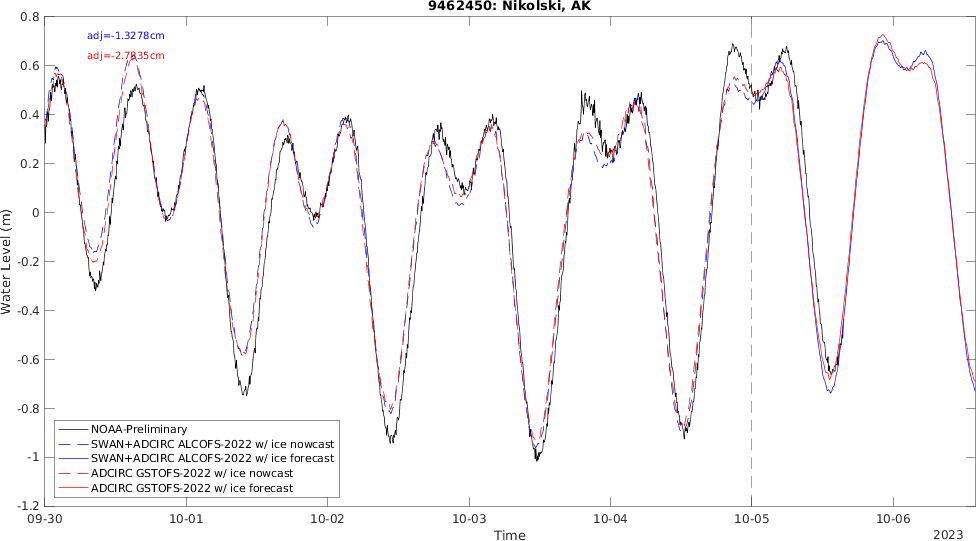 9462450: Nikolski, AK
0.8
adj=-1.3278cm
adj=-2.7835cm
0.6
0.4
0.2
0
-0.2
-0.4
-0.6
-0.8
-1
-1.2
Water Level (m)
NOAA-Preliminary
SWAN+ADCIRC ALCOFS-2022 w/ ice nowcast
SWAN+ADCIRC ALCOFS-2022 w/ ice forecast
ADCIRC GSTOFS-2022 w/ ice nowcast
ADCIRC GSTOFS-2022 w/ ice forecast
09-30 10-01 10-02 10-03 10-04 10-05 10-06
Time
2023